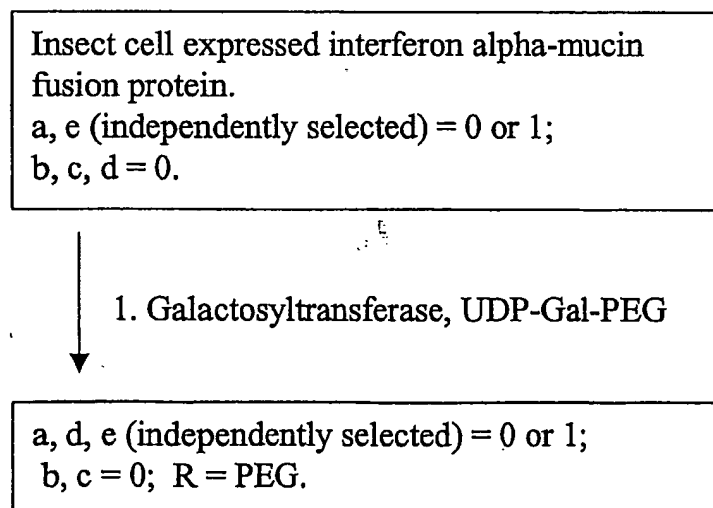 Insect cell expressed interferon alpha-mucin
fusion protein.
a, e (independently selected) = 0 or 1;
b, c, d = 0.
1. Galactosyltransferase, UDP-Gal-PEG
a, d, e (independently selected) = 0 or 1;
b, c = 0; R = PEG.